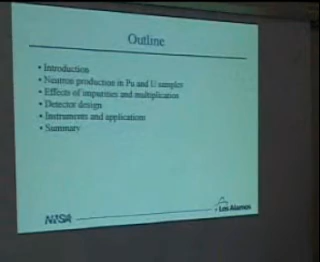 Outline
• Introduction
• Neutron production in Pu and U samples
• Effects of impurities and multiplication
• Detector design
• Instruments and applications
• Summary
NNSA
• Los Alamos